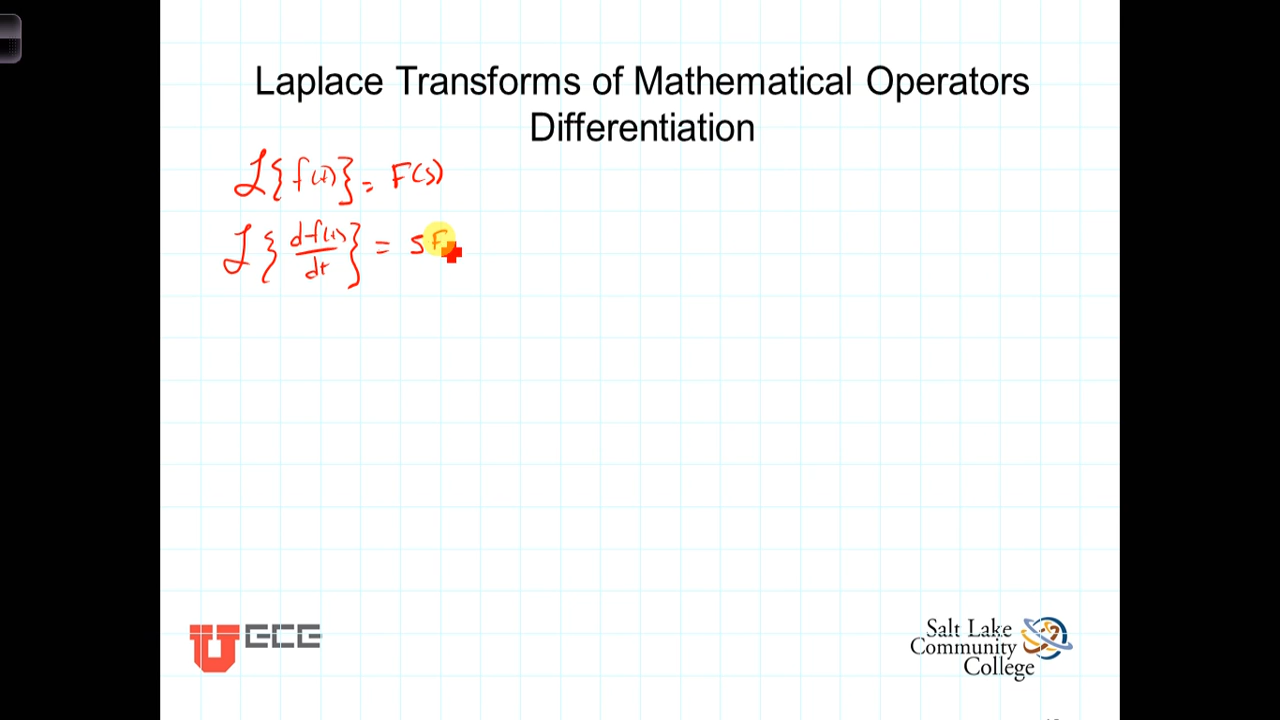 Laplace Transforms of Mathematical Operators
Differentiation
ℒ{f(t)} = F(s)
ℒ{df(t)/dt} = sF
U ECE
Salt Lake
Community
College